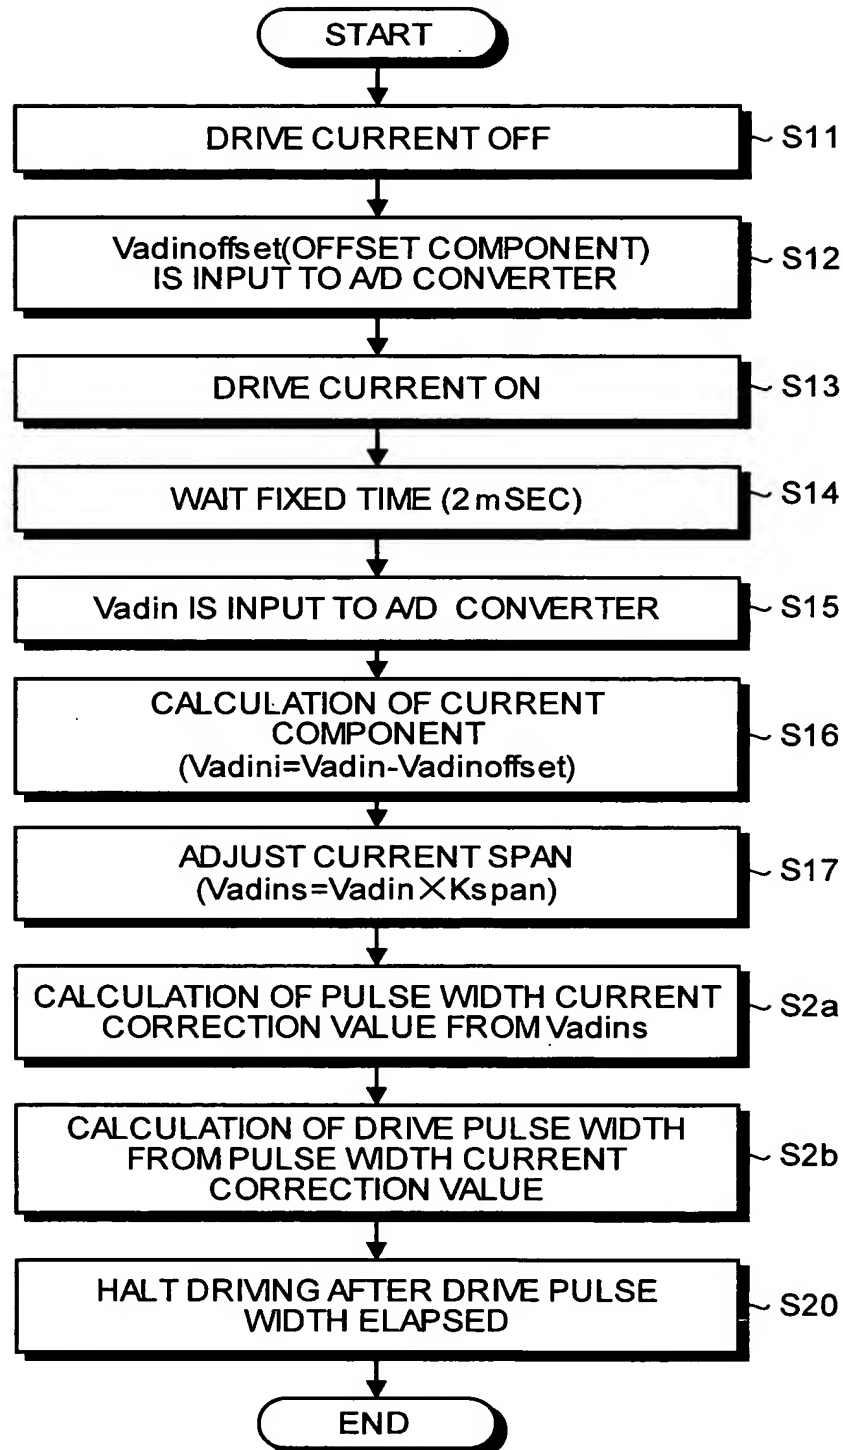 START
DRIVE CURRENT OFF
~ S11
Vadinoffset(OFFSET COMPONENT)
IS INPUT TO A/D CONVERTER
~ S12
DRIVE CURRENT ON
~ S13
WAIT FIXED TIME (2mSEC)
~ S14
Vadin IS INPUT TO A/D CONVERTER
~ S15
CALCULATION OF CURRENT
COMPONENT
(Vadini=Vadin-Vadinoffset)
~ S16
ADJUST CURRENT SPAN
(Vadins=Vadin×Kspan)
~ S17
CALCULATION OF PULSE WIDTH CURRENT
CORRECTION VALUE FROM Vadins
~ S2a
CALCULATION OF DRIVE PULSE WIDTH
FROM PULSE WIDTH CURRENT
CORRECTION VALUE
~ S2b
HALT DRIVING AFTER DRIVE PULSE
WIDTH ELAPSED
~ S20
END